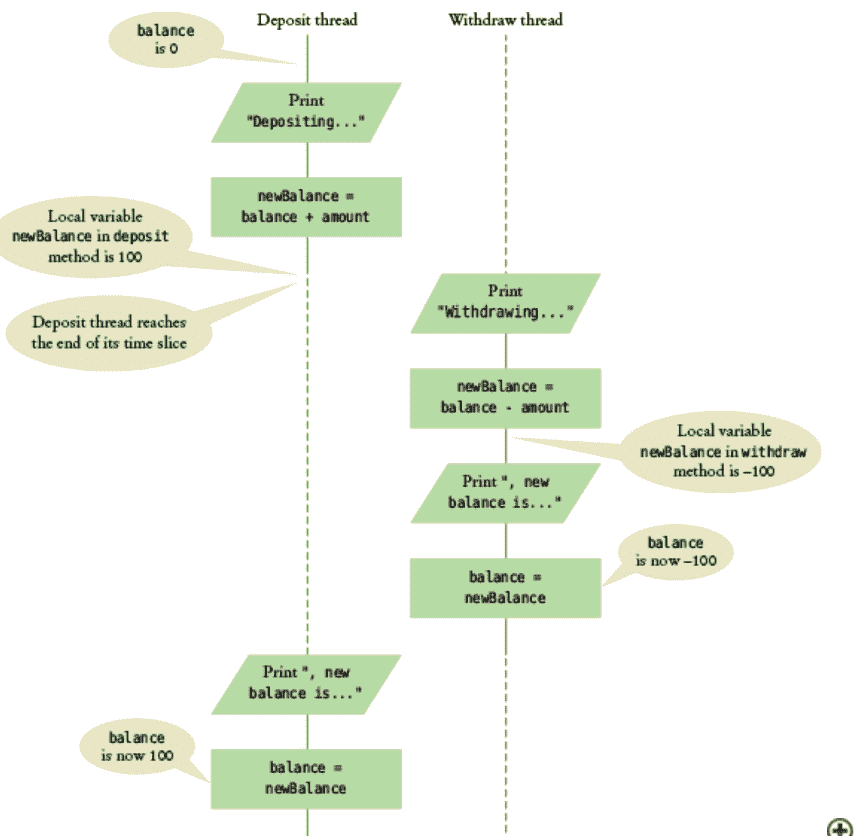 Deposit thread
Withdraw thread
balance
is 0
Print
"Depositing..."
newBalance =
balance + amount
Local variable
newBalance in deposit
method is 100
Deposit thread reaches
the end of its time slice
Print
"Withdrawing..."
newBalance =
balance - amount
Local variable
newBalance in withdraw
method is –100
Print ", new
balance is..."
balance
is now –100
balance =
newBalance
Print ", new
balance is..."
balance
is now 100
balance =
newBalance